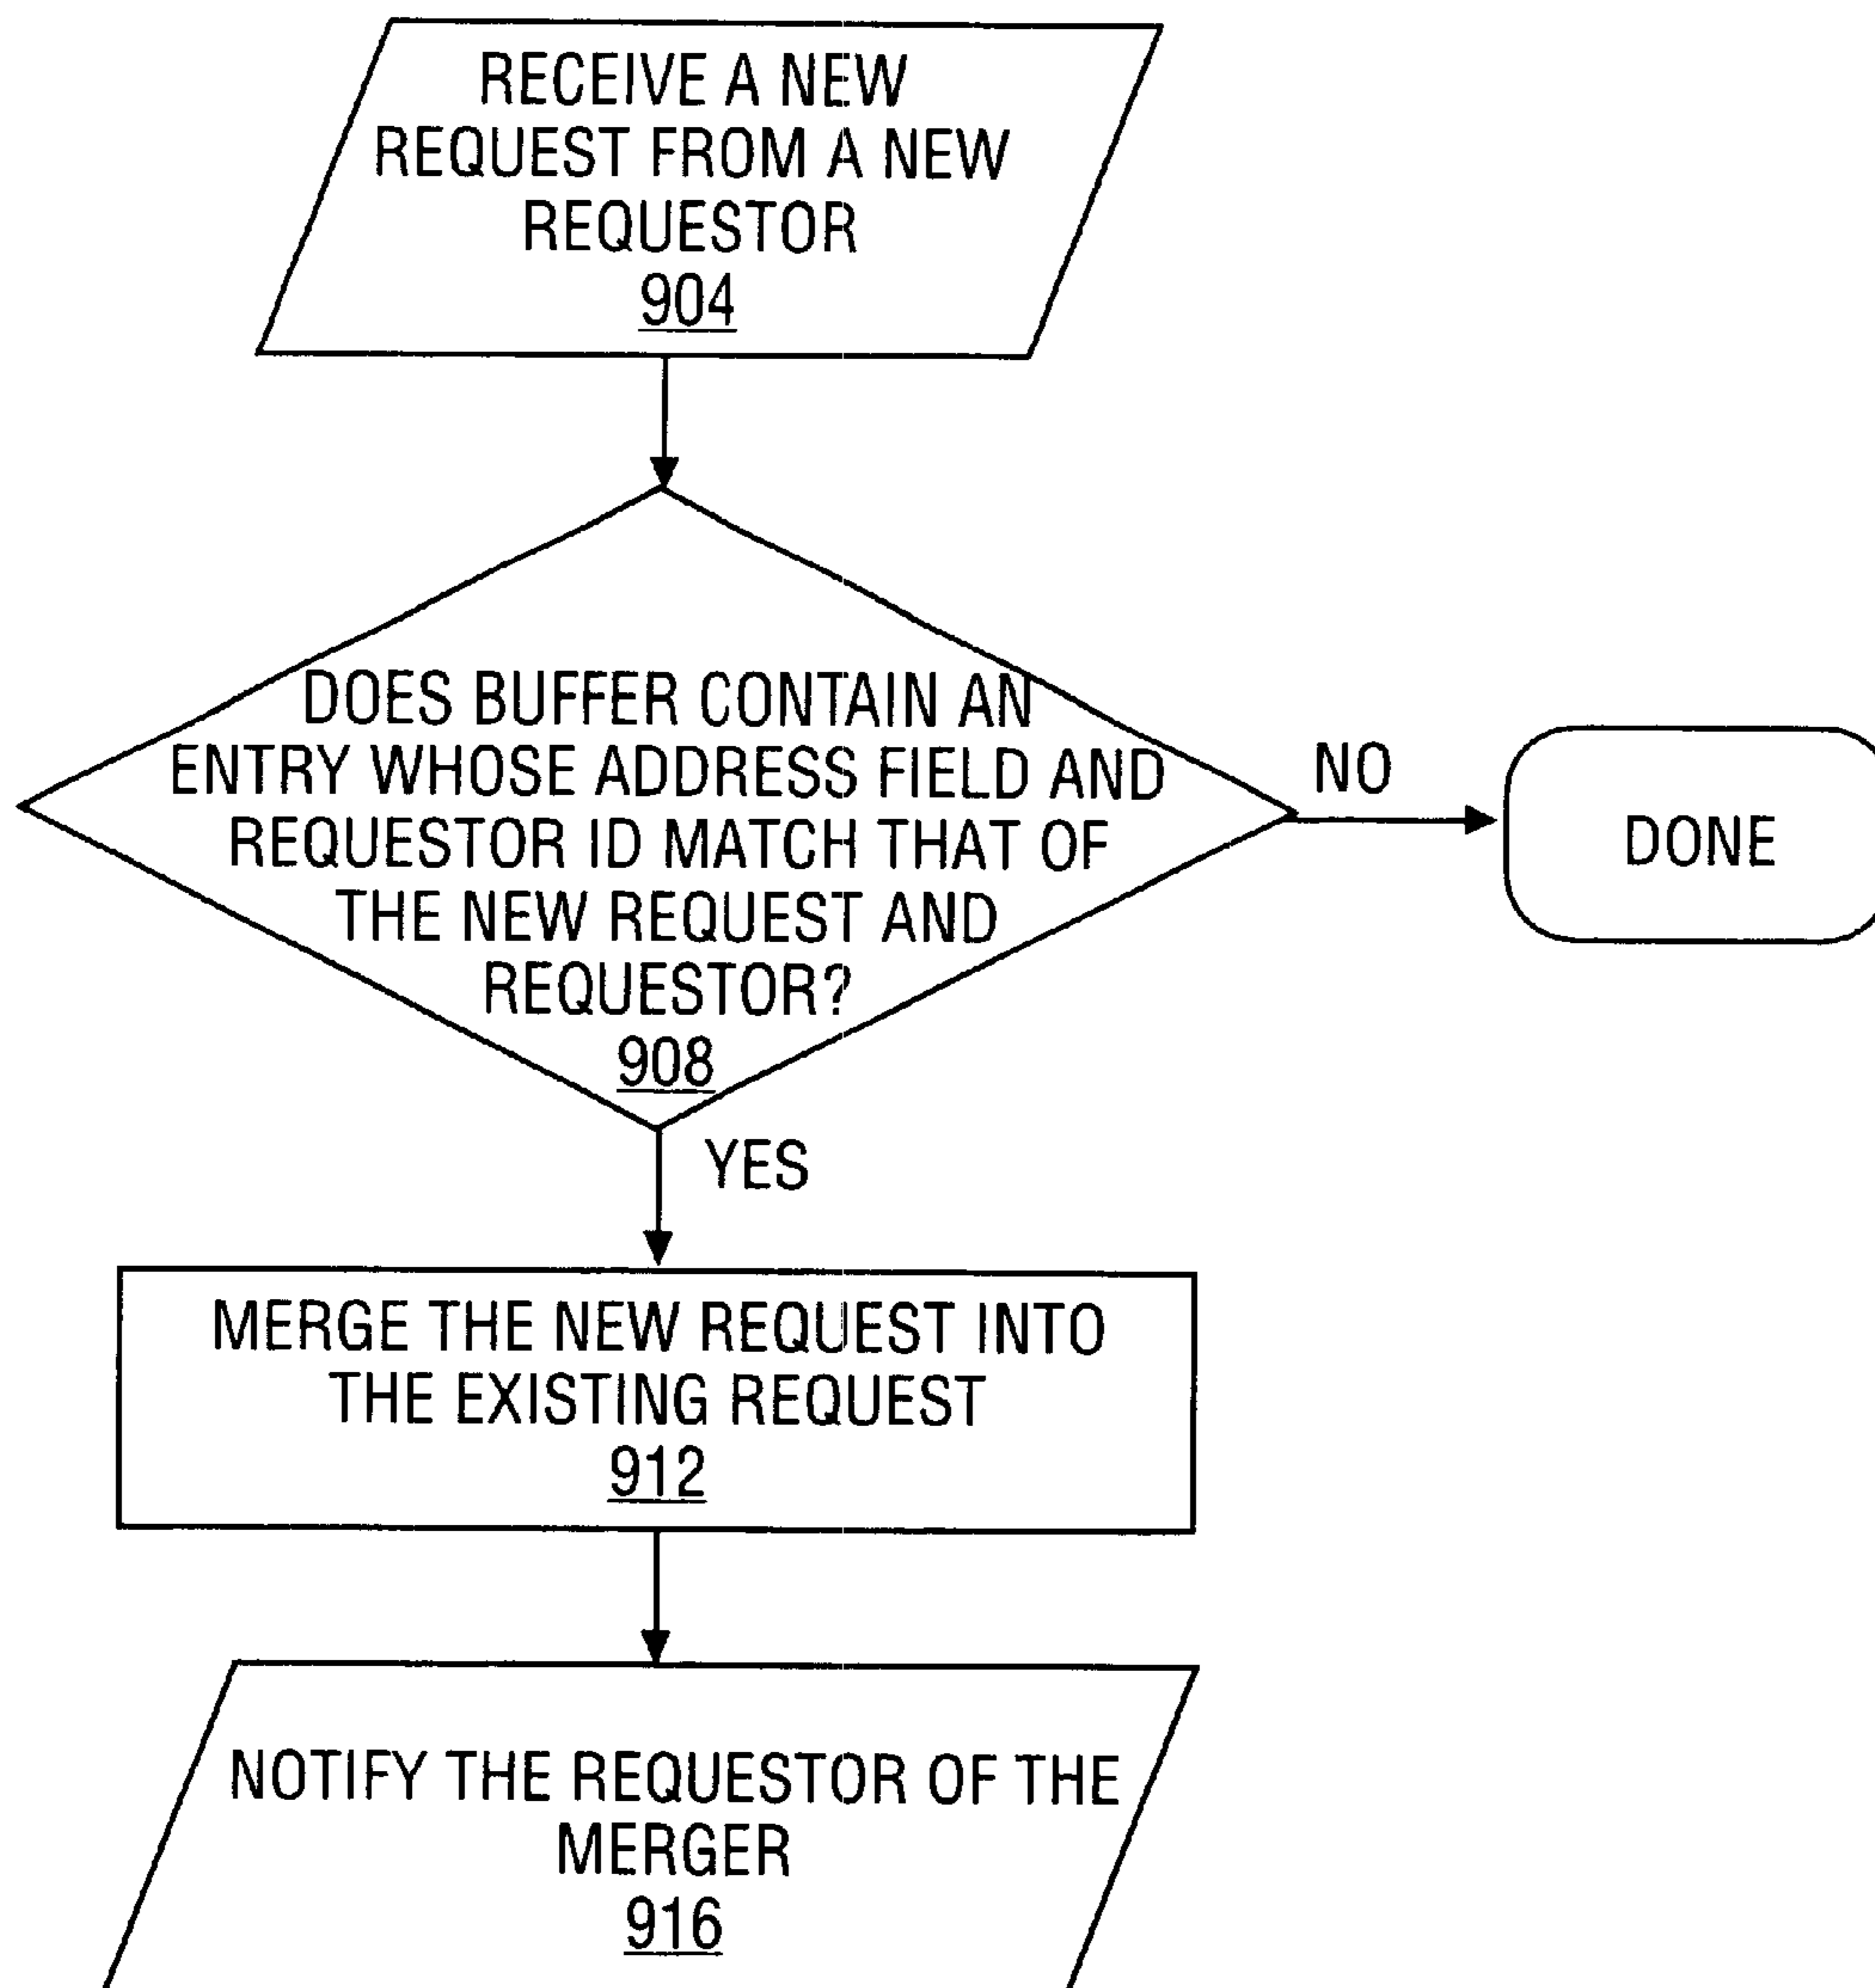 RECEIVE A NEW
REQUEST FROM A NEW
REQUESTOR
904
DOES BUFFER CONTAIN AN
ENTRY WHOSE ADDRESS FIELD AND
REQUESTOR ID MATCH THAT OF
THE NEW REQUEST AND
REQUESTOR?
908
NO
DONE
YES
MERGE THE NEW REQUEST INTO
THE EXISTING REQUEST
912
NOTIFY THE REQUESTOR OF THE
MERGER
916